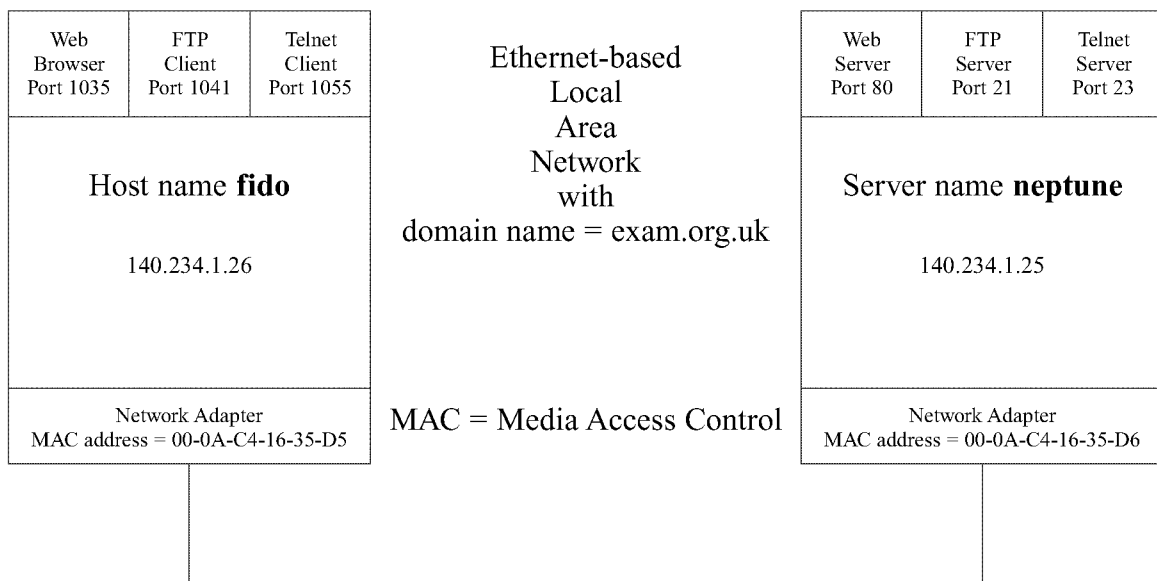 Web
Browser
Port 1035
FTP
Client
Port 1041
Telnet
Client
Port 1055
Host name fido
140.234.1.26
Network Adapter
MAC address = 00-0A-C4-16-35-D5
Ethernet-based
Local
Area
Network
with
domain name = exam.org.uk
MAC = Media Access Control
Web
Server
Port 80
FTP
Server
Port 21
Telnet
Server
Port 23
Server name neptune
140.234.1.25
Network Adapter
MAC address = 00-0A-C4-16-35-D6